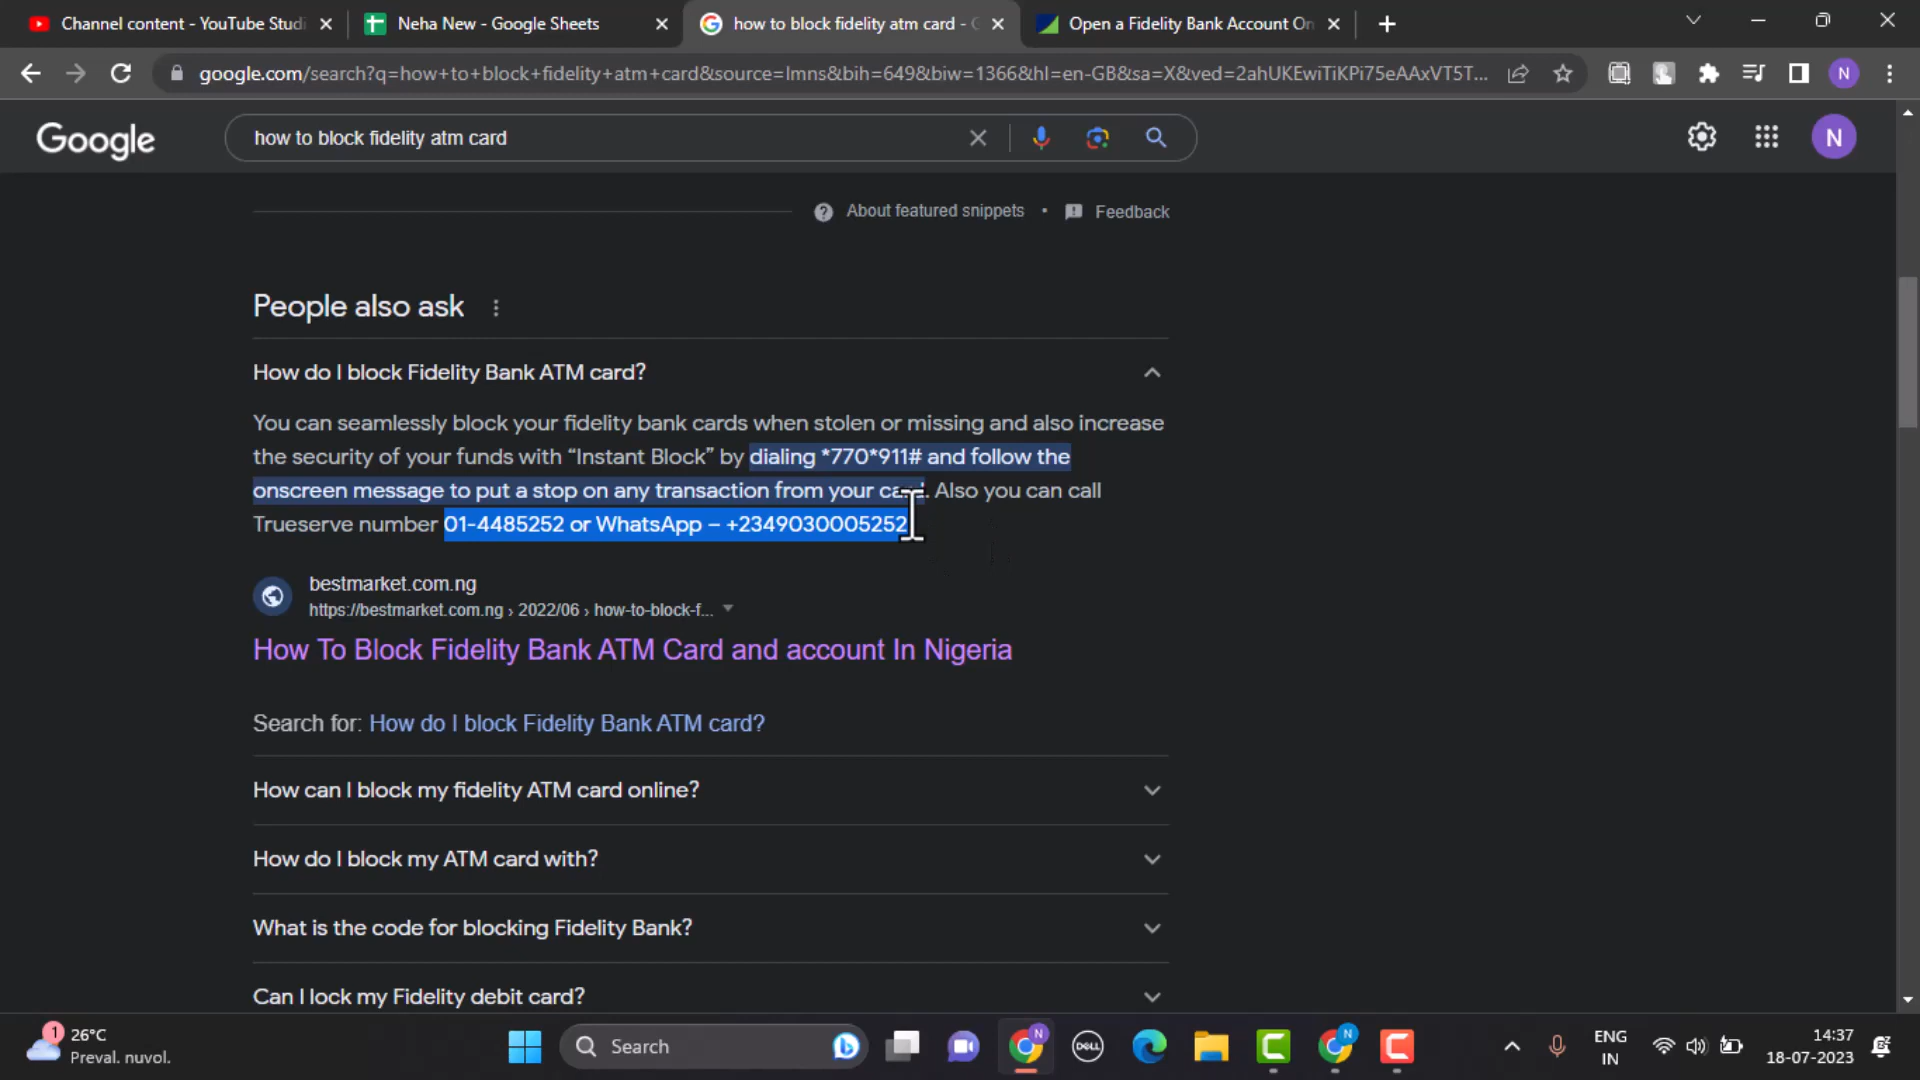 Channel content - YouTube Studi
Neha New - Google Sheets
how to block fidelity atm card - G
Open a Fidelity Bank Account On
google.com/search?q=how+to+block+fidelity+atm+card&source=lmns&bih=649&biw=1366&hl=en-GB&sa=X&ved=2ahUKEwiTiKPi75eAAxVT5T...
N
Google
how to block fidelity atm card
N
About featured snippets • Feedback
People also ask
How do I block Fidelity Bank ATM card?
You can seamlessly block your fidelity bank cards when stolen or missing and also increase
the security of your funds with “Instant Block” by dialing *770*911# and follow the
onscreen message to put a stop on any transaction from your card. Also you can call
Trueserve number 01-4485252 or WhatsApp – +2349030005252
bestmarket.com.ng
https://bestmarket.com.ng › 2022/06 › how-to-block-f...
How To Block Fidelity Bank ATM Card and account In Nigeria
Search for: How do I block Fidelity Bank ATM card?
How can I block my fidelity ATM card online?
How do I block my ATM card with?
What is the code for blocking Fidelity Bank?
Can I lock my Fidelity debit card?
1
26°C
Preval. nuvol.
Search
N
DELL
N
ENG
IN
14:37
18-07-2023